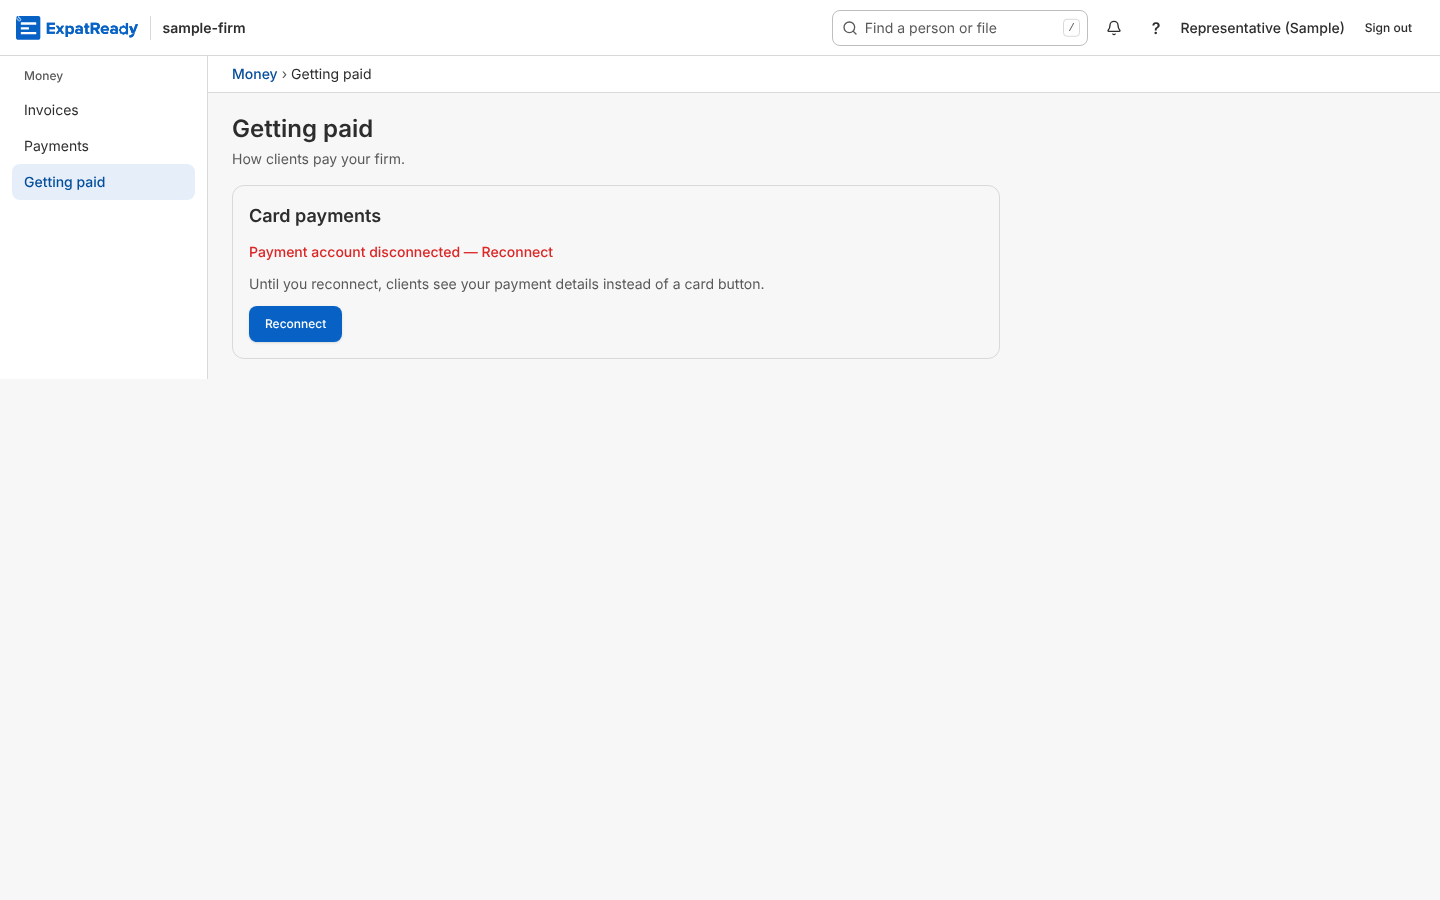 ExpatReady
sample-firm
Find a person or file
/
?
Representative (Sample)
Sign out
Money
Invoices
Payments
Getting paid
Money › Getting paid
Getting paid
How clients pay your firm.
Card payments
Payment account disconnected — Reconnect
Until you reconnect, clients see your payment details instead of a card button.
Reconnect